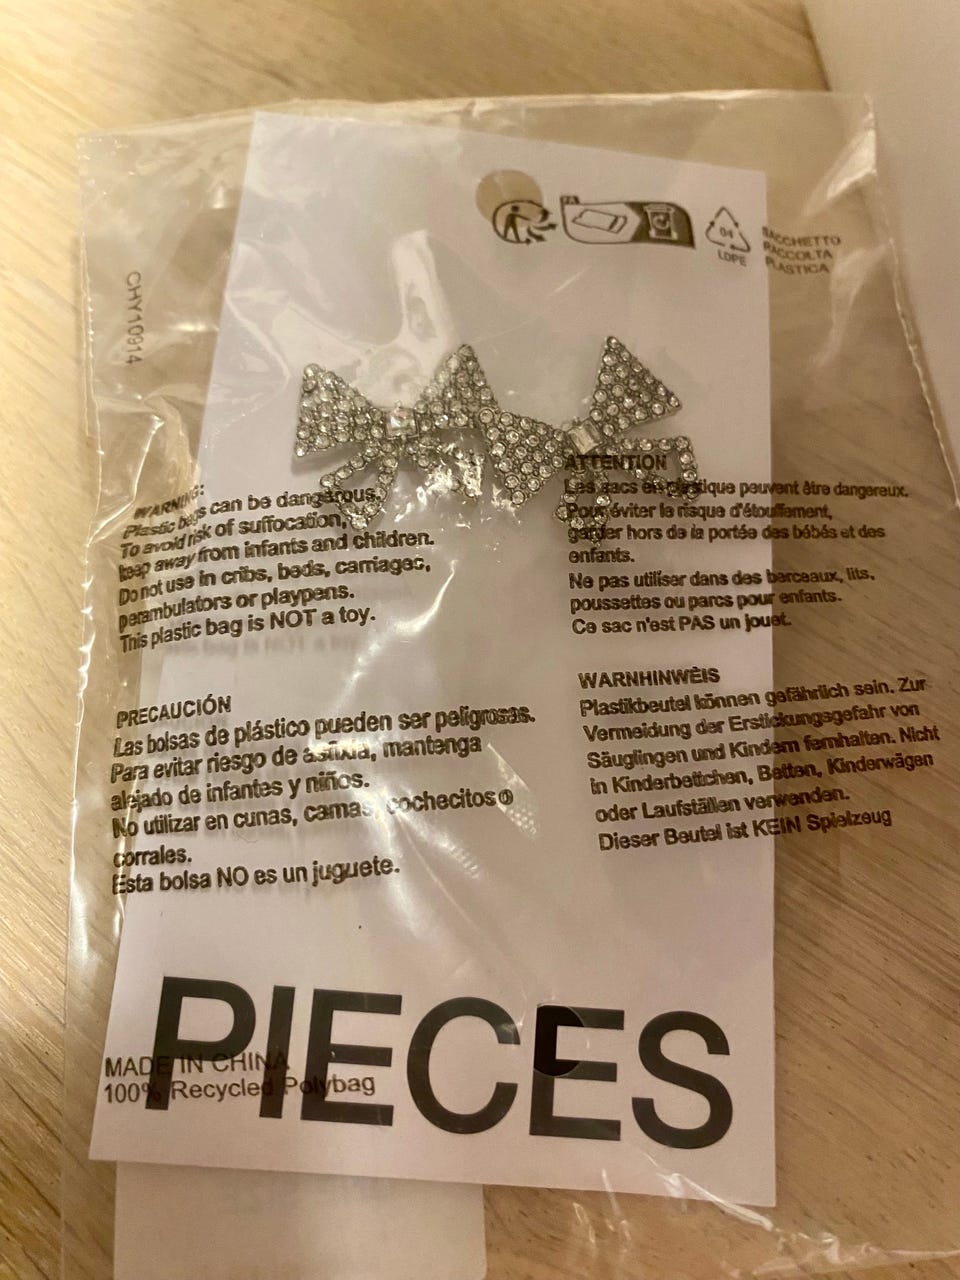 FR
04
LDPE
SACCHETTO
RACCOLTA
PLASTICA
CHY10914
WARNING:
Plastic bags can be dangerous.
To avoid risk of suffocation,
keep away from infants and children.
Do not use in cribs, beds, carriages,
perambulators or playpens.
This plastic bag is NOT a toy.
ATTENTION
Les sacs en plastique peuvent être dangereux.
Pour éviter le risque d'étouffement,
garder hors de la portée des bébés et des
enfants.
Ne pas utiliser dans des berceaux, lits,
poussettes ou parcs pour enfants.
Ce sac n'est PAS un jouet.
PRECAUCIÓN
Las bolsas de plástico pueden ser peligrosas.
Para evitar riesgo de asfixia, mantenga
alejado de infantes y niños.
No utilizar en cunas, camas, cochecitos o
corrales.
Esta bolsa NO es un juguete.
WARNHINWEIS
Plastikbeutel können gefährlich sein. Zur
Vermeidung der Erstickungsgefahr von
Säuglingen und Kindern fernhalten. Nicht
in Kinderbettchen, Betten, Kinderwägen
oder Laufställen verwenden.
Dieser Beutel ist KEIN Spielzeug
PIECES
MADE IN CHINA
100% Recycled Polybag